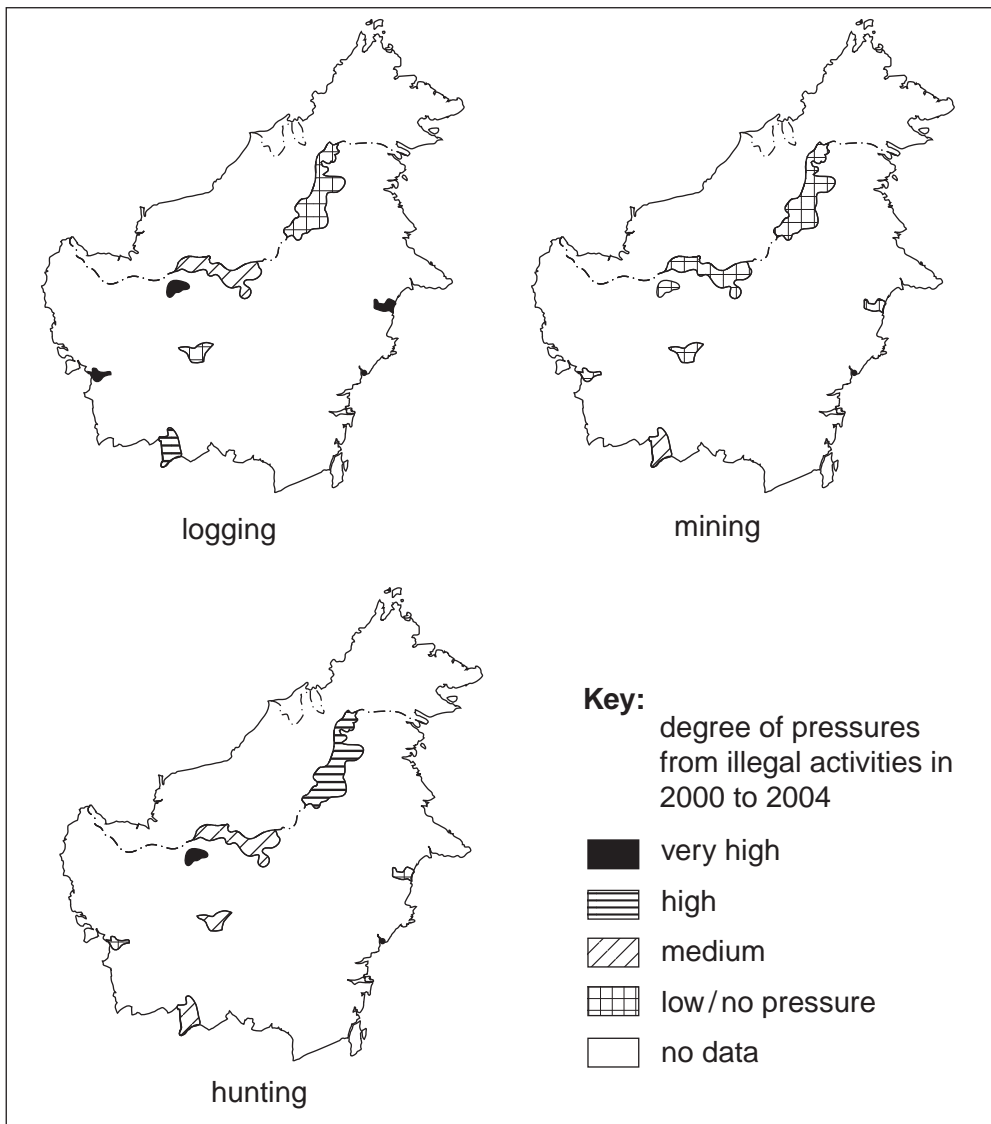 logging
mining
hunting
Key:
degree of pressures
from illegal activities in
2000 to 2004
very high
high
medium
low/no pressure
no data